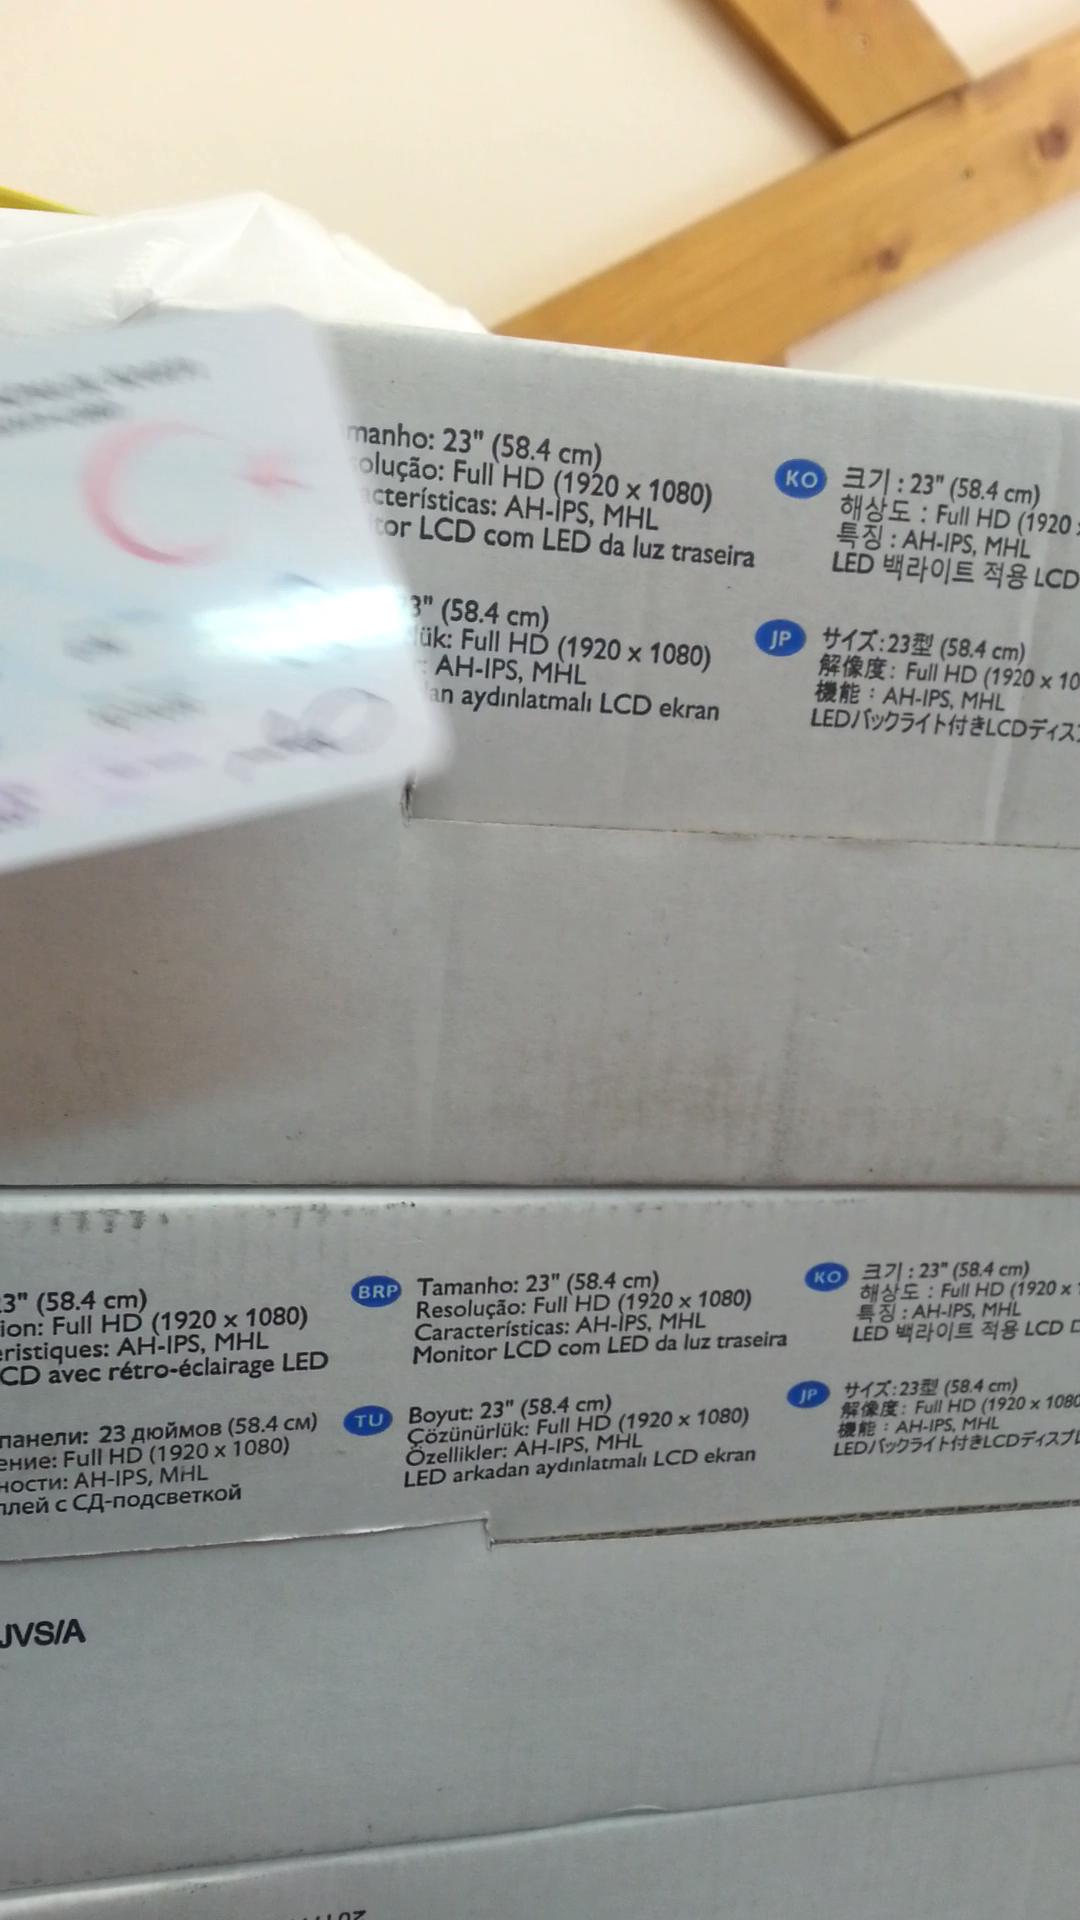 manho: 23" (58.4 cm)
olução: Full HD (1920 x 1080)
acterísticas: AH-IPS, MHL
tor LCD com LED da luz traseira
KO
크기 : 23" (58.4 cm)
해상도 : Full HD (1920 x
특징 : AH-IPS, MHL
LED 백라이트 적용 LCD
3" (58.4 cm)
lük: Full HD (1920 x 1080)
: AH-IPS, MHL
an aydınlatmalı LCD ekran
JP
サイズ:23型 (58.4 cm)
解像度: Full HD (1920 x 10
機能 : AH-IPS, MHL
LEDバックライト付きLCDディスプ
23" (58.4 cm)
ion: Full HD (1920 x 1080)
eristiques: AH-IPS, MHL
CD avec rétro-éclairage LED
BRP
Tamanho: 23" (58.4 cm)
Resolução: Full HD (1920 x 1080)
Características: AH-IPS, MHL
Monitor LCD com LED da luz traseira
KO
크기 : 23" (58.4 cm)
해상도 : Full HD (1920 x 1
특징 : AH-IPS, MHL
LED 백라이트 적용 LCD 디
панели: 23 дюймов (58.4 см)
ение: Full HD (1920 x 1080)
ности: AH-IPS, MHL
плей с СД-подсветкой
TU
Boyut: 23" (58.4 cm)
Çözünürlük: Full HD (1920 x 1080)
Özellikler: AH-IPS, MHL
LED arkadan aydınlatmalı LCD ekran
JP
サイズ:23型 (58.4 cm)
解像度: Full HD (1920 x 1080
機能 : AH-IPS, MHL
LEDバックライト付きLCDディスプレ
JVS/A